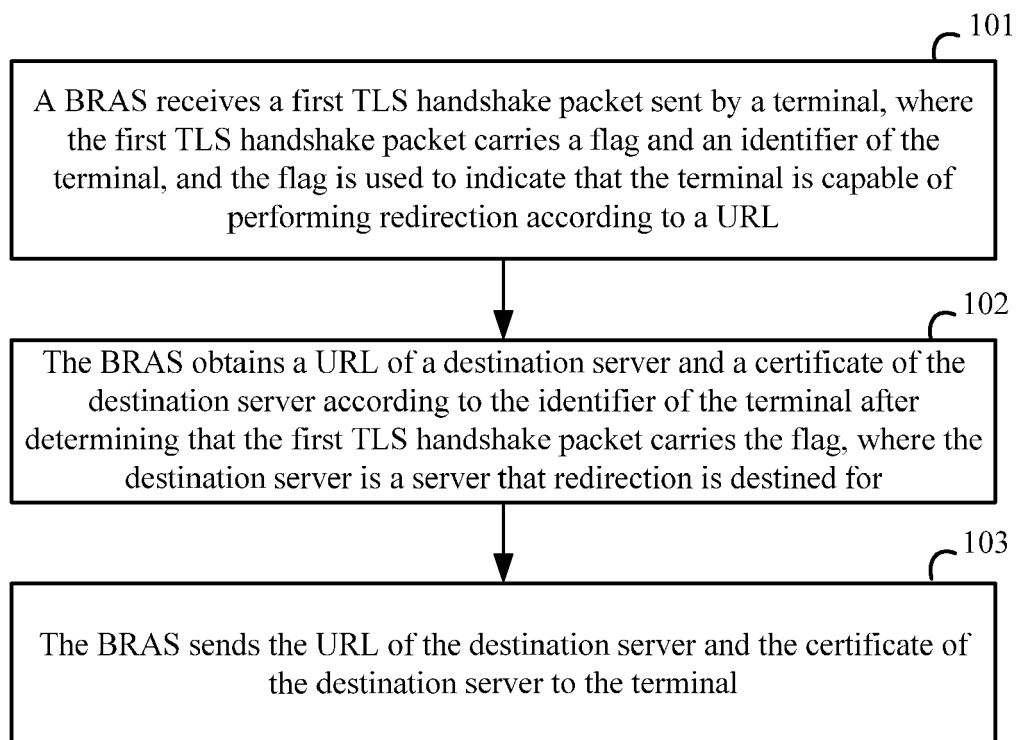 101
A BRAS receives a first TLS handshake packet sent by a terminal, where
the first TLS handshake packet carries a flag and an identifier of the
terminal, and the flag is used to indicate that the terminal is capable of
performing redirection according to a URL
102
The BRAS obtains a URL of a destination server and a certificate of the
destination server according to the identifier of the terminal after
determining that the first TLS handshake packet carries the flag, where the
destination server is a server that redirection is destined for
103
The BRAS sends the URL of the destination server and the certificate of
the destination server to the terminal